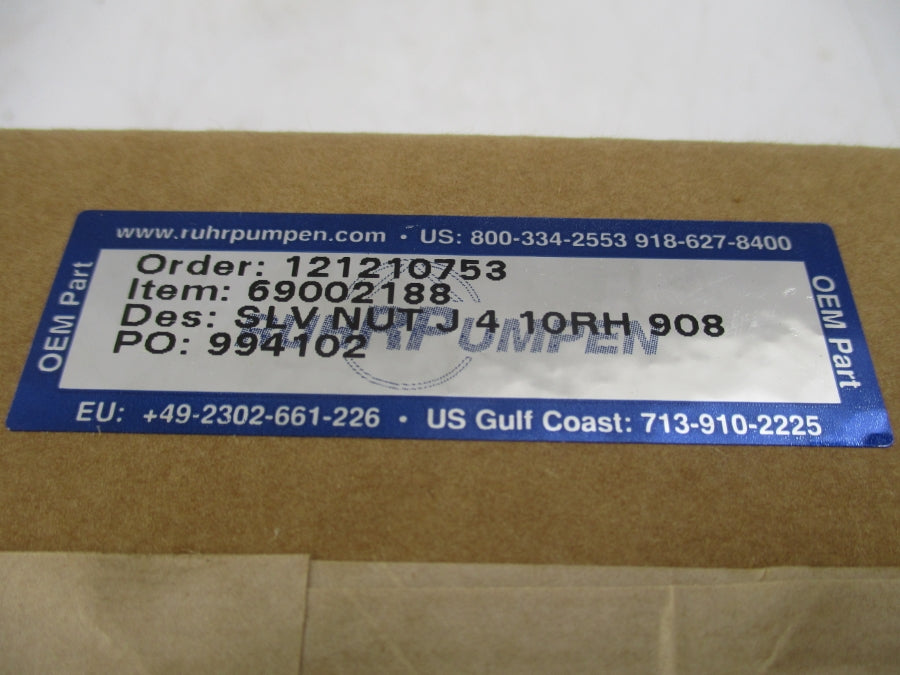 www.ruhrpumpen.com • US: 800-334-2553 918-627-8400
OEM Part
Order: 121210753
Item: 69002188
Des: SLV NUT J 4 10RH 908
PO: 994102
RUHRPUMPEN
OEM Part
EU: +49-2302-661-226 • US Gulf Coast: 713-910-2225